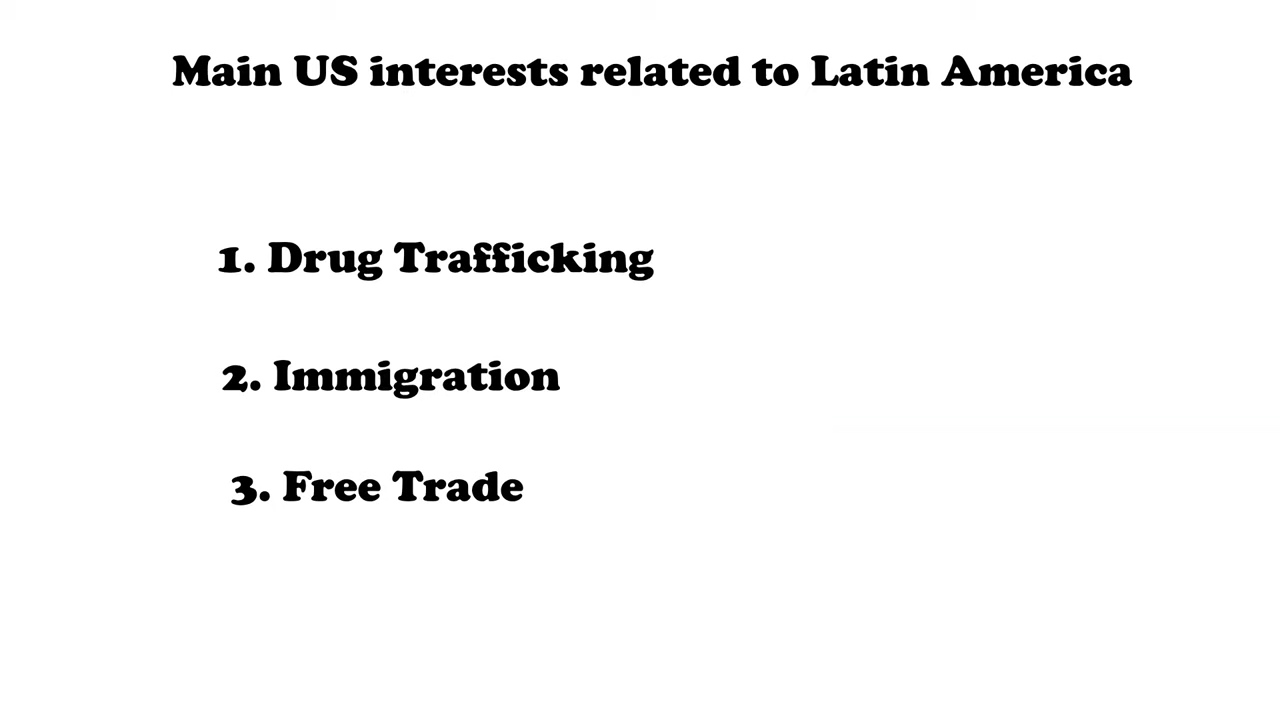 Main US interests related to Latin America
1. Drug Trafficking
2. Immigration
3. Free Trade